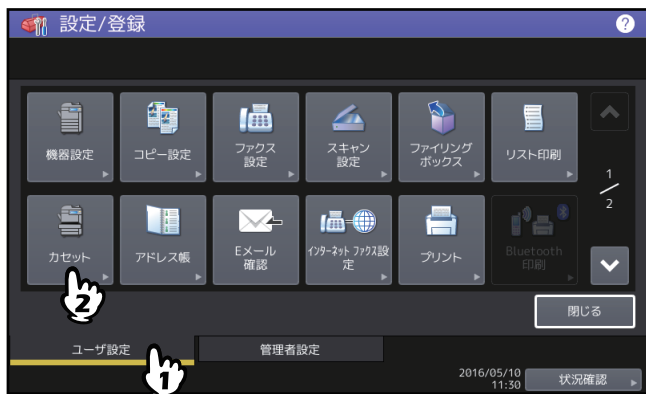 設定/登録
?
機器設定
コピー設定
ファクス
設定
スキャン
設定
ファイリング
ボックス
リスト印刷
1
2
カセット
アドレス帳
Eメール
確認
インターネット ファクス設
定
プリント
Bluetooth
印刷
2
閉じる
ユーザ設定
管理者設定
1
2016/05/10
11:30
状況確認